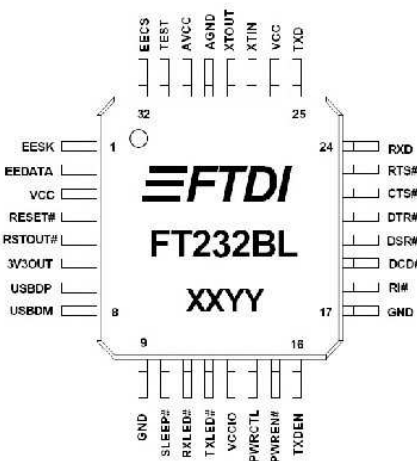 EECS TEST AVCC AGND XTOUT XTIN VCC TXD
32 25
EESK 1 24 RXD
EEDATA RTS#
VCC CTS#
RESET# DTR#
RSTOUT# DSR#
3V3OUT DCD#
USBDP RI#
USBDM 8 17 GND
FTDI
FT232BL
XXYY
9 16
GND SLEEP# RXLED# TXLED# VCCIO PWRCTL PWREN# TXDEN